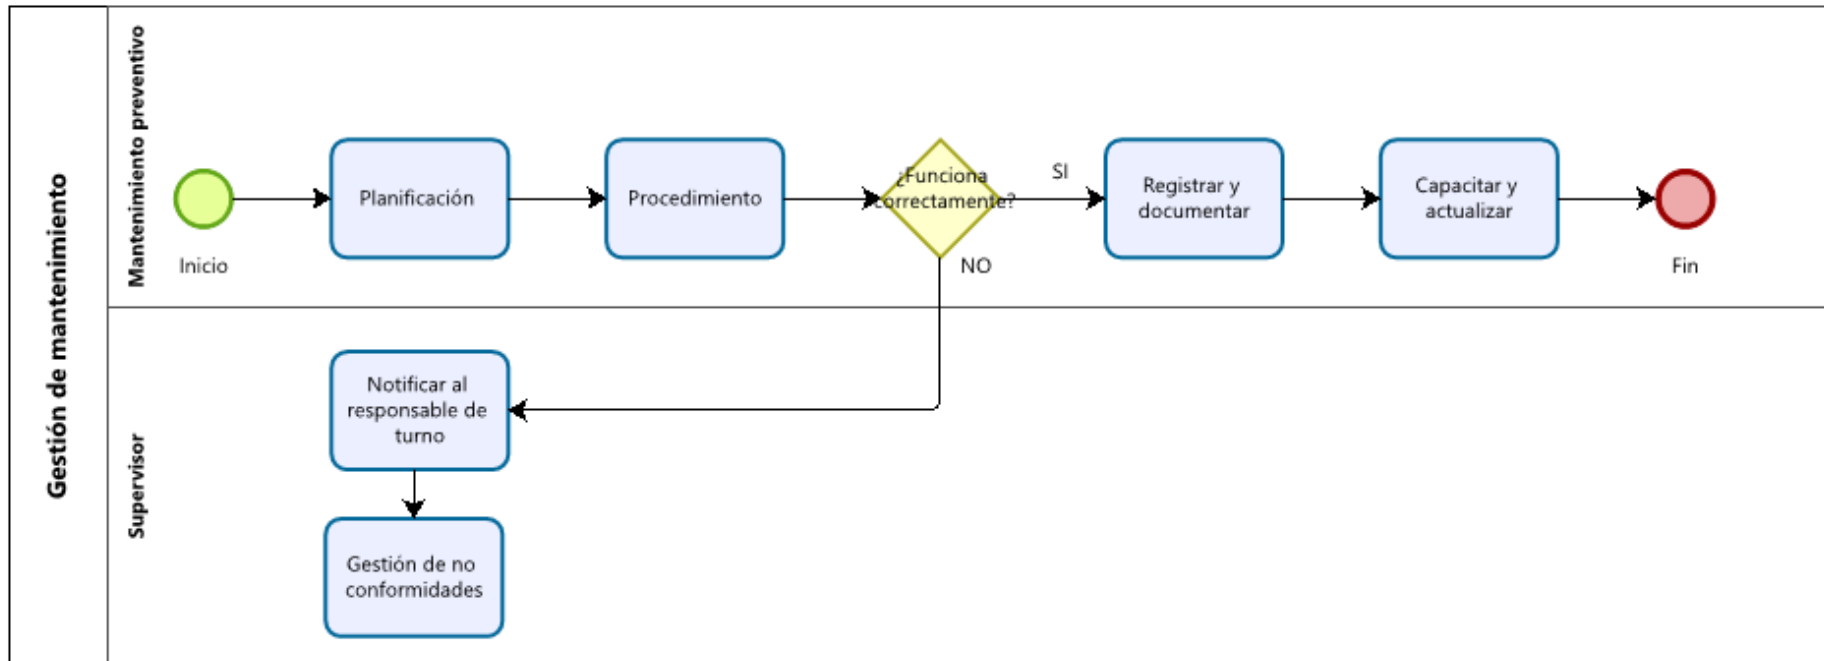 Gestión de mantenimiento
Mantenimiento preventivo
Inicio
Planificación
Procedimiento
¿Funciona
correctamente?
SI
NO
Registrar y
documentar
Capacitar y
actualizar
Fin
Supervisor
Notificar al
responsable de
turno
Gestión de no
conformidades